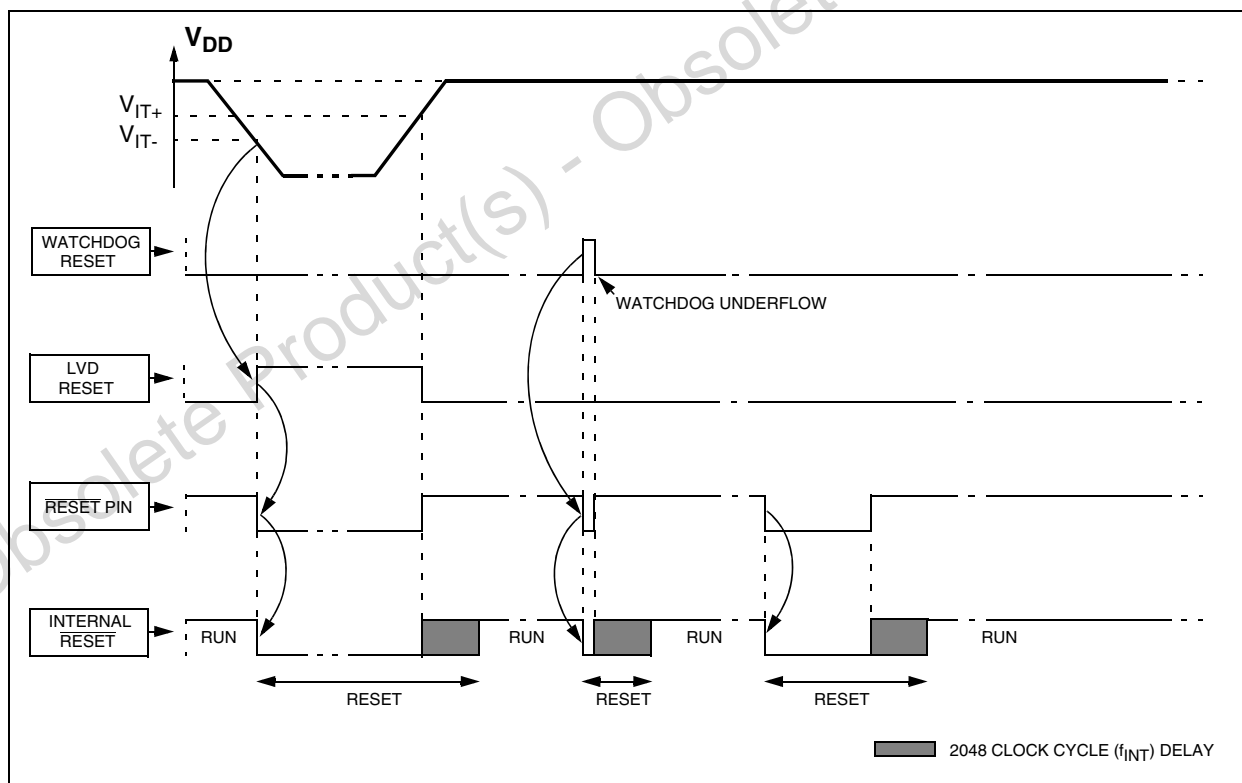 Obsolete Product(s) - Obsolete
VDD
VIT+
VIT-
WATCHDOG
RESET
WATCHDOG UNDERFLOW
LVD
RESET
RESET PIN
INTERNAL
RESET
RUN
RUN
RUN
RUN
RESET
RESET
RESET
2048 CLOCK CYCLE (fINT) DELAY